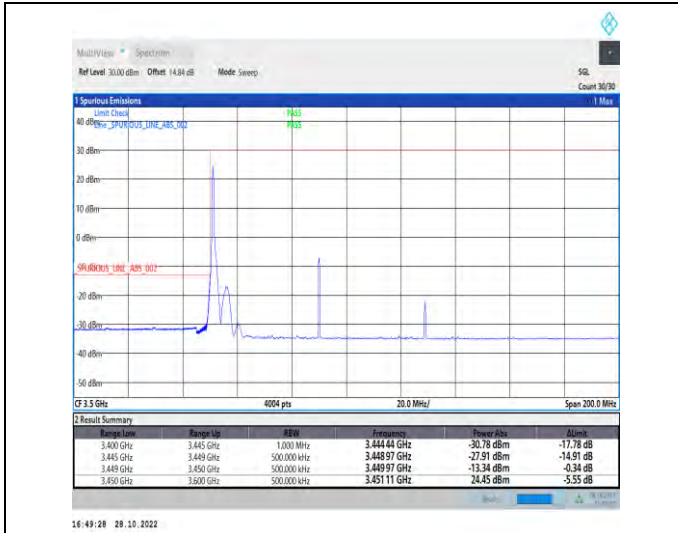 MultiView Spectrum
Ref Level 30.00 dBm Offset 14.84 dB Mode Sweep SGL
Count 30/30
1 Spurious Emissions 1 Max
Limit Check PASS
40 dBm Line _SPURIOUS_LINE_ABS_002 PASS
30 dBm
20 dBm
10 dBm
0 dBm
_SPURIOUS_LINE_ABS_002
-20 dBm
-30 dBm
-40 dBm
-50 dBm
CF 3.5 GHz 4004 pts 20.0 MHz/ Span 200.0 MHz
2 Result Summary
Range Low Range Up RBW Frequency Power Abs ΔLimit
3.400 GHz 3.445 GHz 1.000 MHz 3.444 44 GHz -30.78 dBm -17.78 dB
3.445 GHz 3.449 GHz 500.000 kHz 3.448 97 GHz -27.91 dBm -14.91 dB
3.449 GHz 3.450 GHz 500.000 kHz 3.449 97 GHz -13.34 dBm -0.34 dB
3.450 GHz 3.600 GHz 500.000 kHz 3.451 11 GHz 24.45 dBm -5.55 dB
16:49:28 28.10.2022